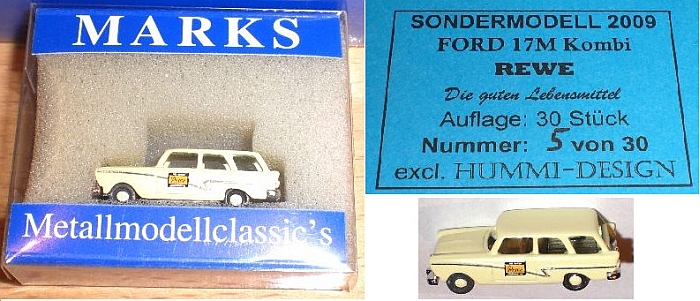 MARKS
Metallmodellclassic's
SONDERMODELL 2009
FORD 17M Kombi
REWE
Die guten Lebensmittel
Auflage: 30 Stück
Nummer: 5 von 30
excl. HUMMI-DESIGN